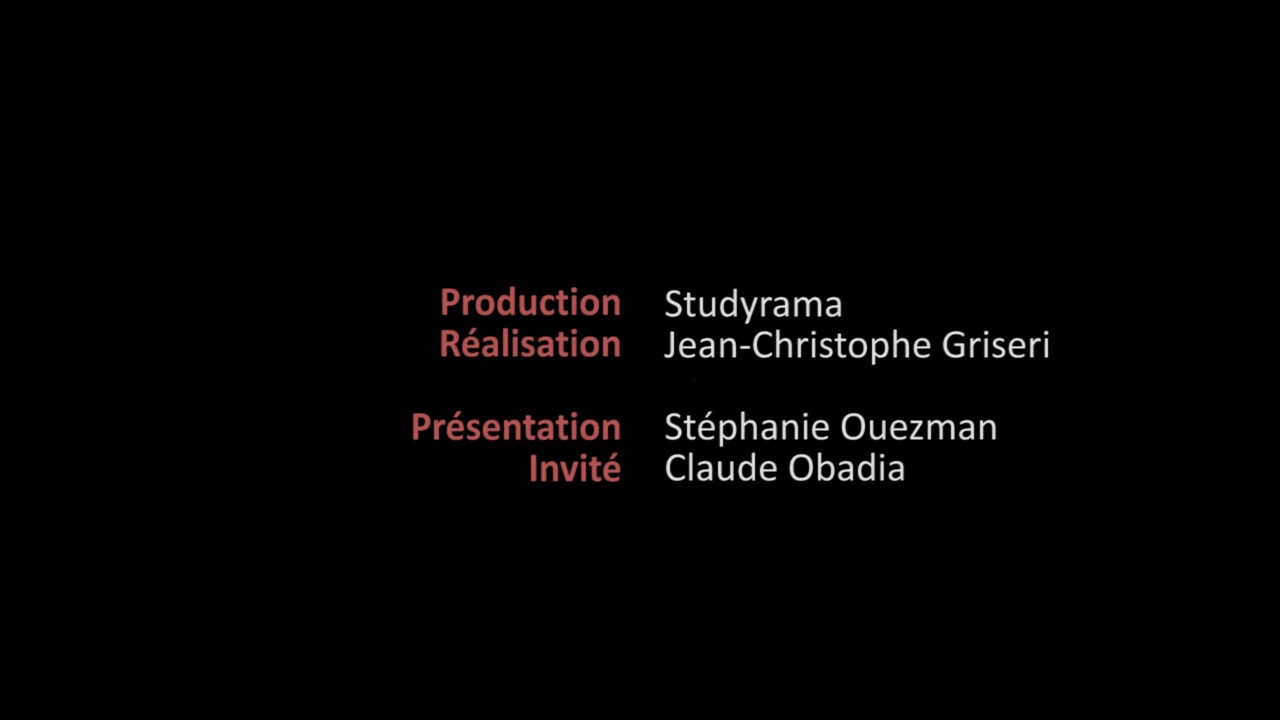 Production Studyrama
Réalisation Jean-Christophe Griseri
Présentation Stéphanie Ouezman
Invité Claude Obadia